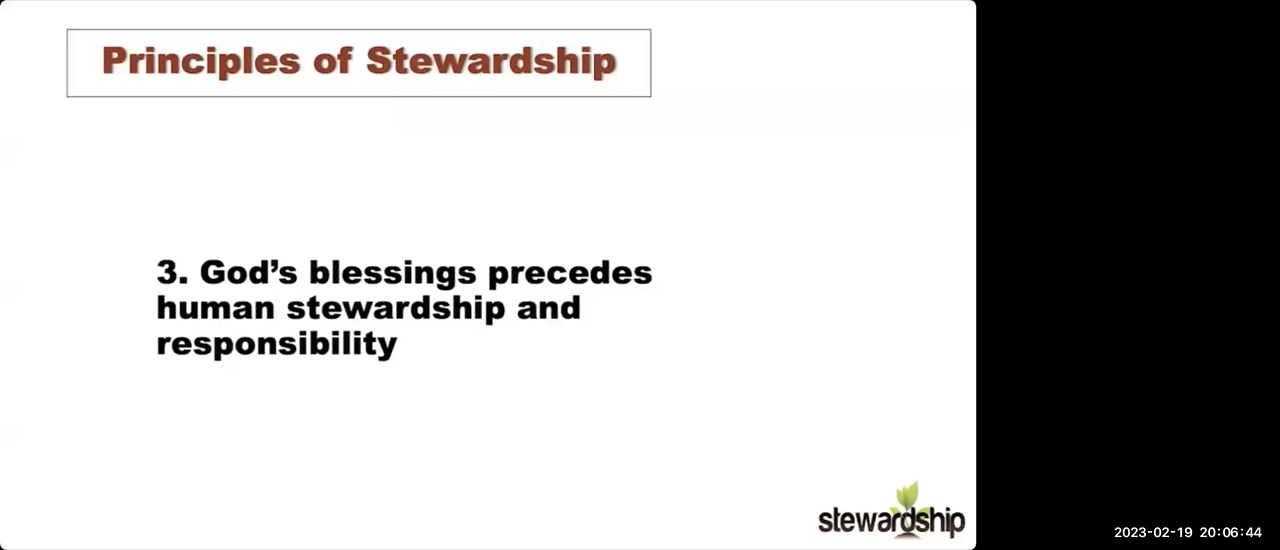 Principles of Stewardship
3. God’s blessings precedes
human stewardship and
responsibility
stewardship
2023-02-19 20:06:44